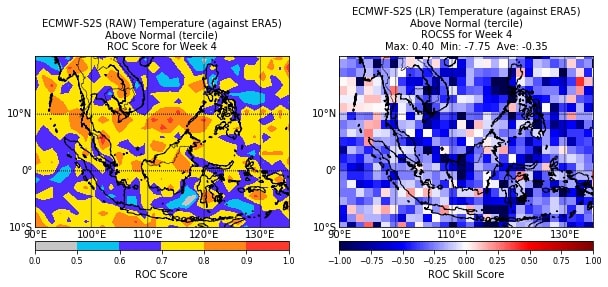 ECMWF-S2S (RAW) Temperature (against ERA5)
Above Normal (tercile)
ROC Score for Week 4
10°N
0°
10°S
90°E 100°E 110°E 120°E 130°E
0.0 0.5 0.6 0.7 0.8 0.9 1.0
ROC Score
ECMWF-S2S (LR) Temperature (against ERA5)
Above Normal (tercile)
ROCSS for Week 4
Max: 0.40 Min: -7.75 Ave: -0.35
10°N
0°
10°S
90°E 100°E 110°E 120°E 130°E
−1.00 −0.75 −0.50 −0.25 0.00 0.25 0.50 0.75 1.00
ROC Skill Score